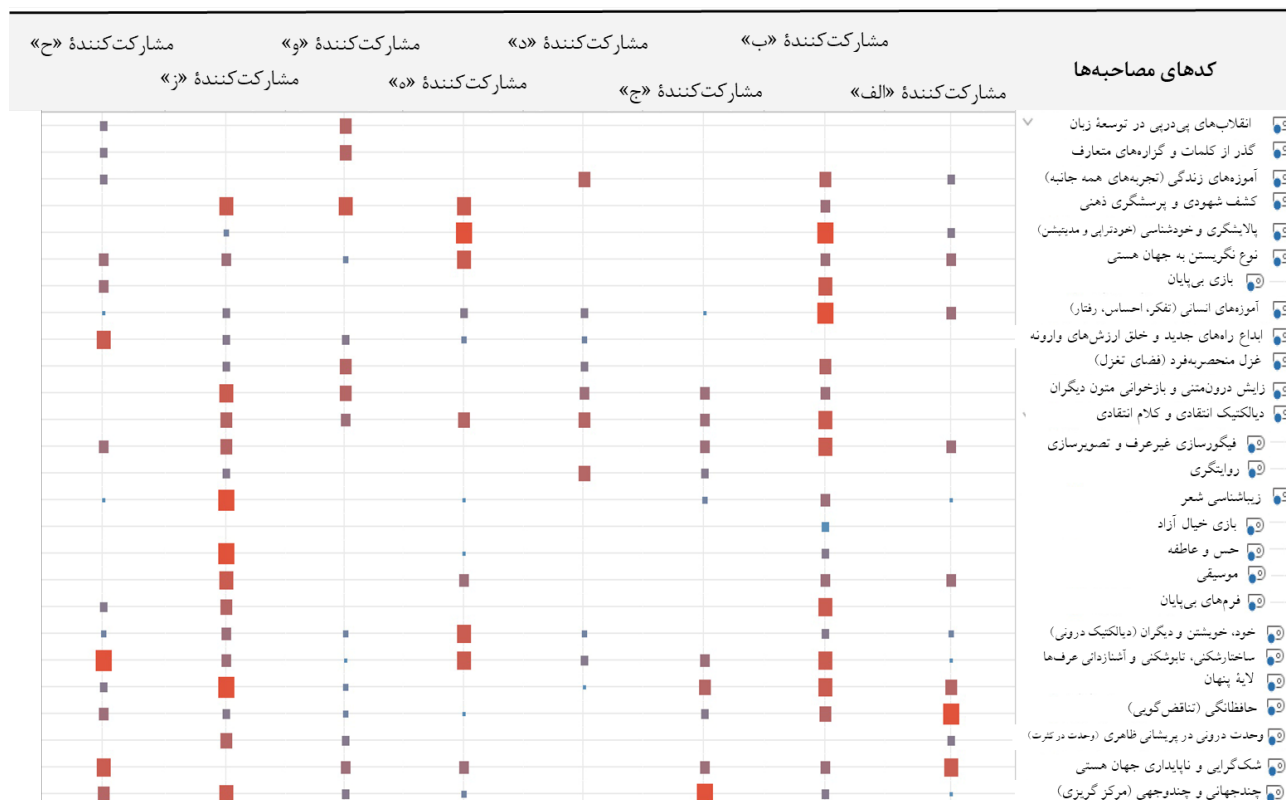 کدهای مصاحبه‌ها
مشارکت‌کنندهٔ «الف»
مشارکت‌کنندهٔ «ب»
مشارکت‌کنندهٔ «ج»
مشارکت‌کنندهٔ «د»
مشارکت‌کنندهٔ «ه»
مشارکت‌کنندهٔ «و»
مشارکت‌کنندهٔ «ز»
مشارکت‌کنندهٔ «ح»
انقلاب‌های پی‌درپی در توسعهٔ زبان
گذر از کلمات و گزاره‌های متعارف
آموزه‌های زندگی (تجربه‌های همه جانبه)
کشف شهودی و پرسشگری ذهنی
پالایشگری و خودشناسی (خودتراپی و مدیتیشن)
نوع نگریستن به جهان هستی
بازی بی‌پایان
آموزه‌های انسانی (تفکر، احساس، رفتار)
ابداع راه‌های جدید و خلق ارزش‌های وارونه
غزل منحصربه‌فرد (فضای تغزل)
زایش درون‌متنی و بازخوانی متون دیگران
دیالکتیک انتقادی و کلام انتقادی
فیگورسازی غیرعرف و تصویرسازی
روایتگری
زیباشناسی شعر
بازی خیال آزاد
حس و عاطفه
موسیقی
فرم‌های بی‌پایان
خود، خویشتن و دیگران (دیالکتیک درونی)
ساختارشکنی، تابوشکنی و آشنازدائی عرف‌ها
لایهٔ پنهان
حافظانگی (تناقض‌گویی)
وحدت درونی در پریشانی ظاهری (وحدت در کثرت)
شک‌گرایی و ناپایداری جهان هستی
چندجهانی و چندوجهی (مرکز گریزی)